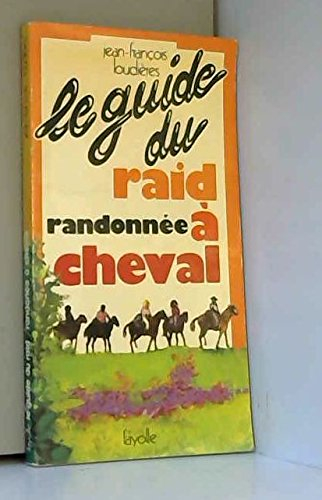 jean-françois
loudières
le guide
du
raid
randonnée à
cheval
fayolle